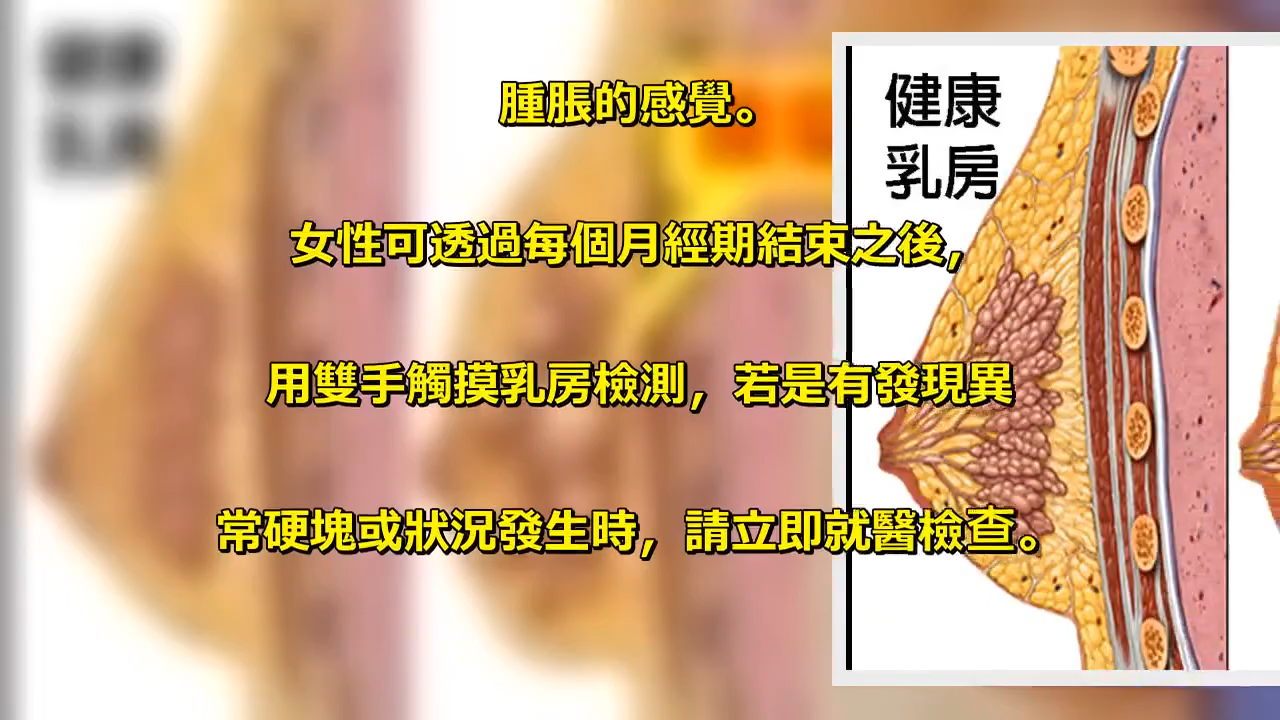 腫脹的感覺。
女性可透過每個月經期結束之後，
用雙手觸摸乳房檢測，若是有發現異
常硬塊或狀況發生時，請立即就醫檢查。
健康
乳房